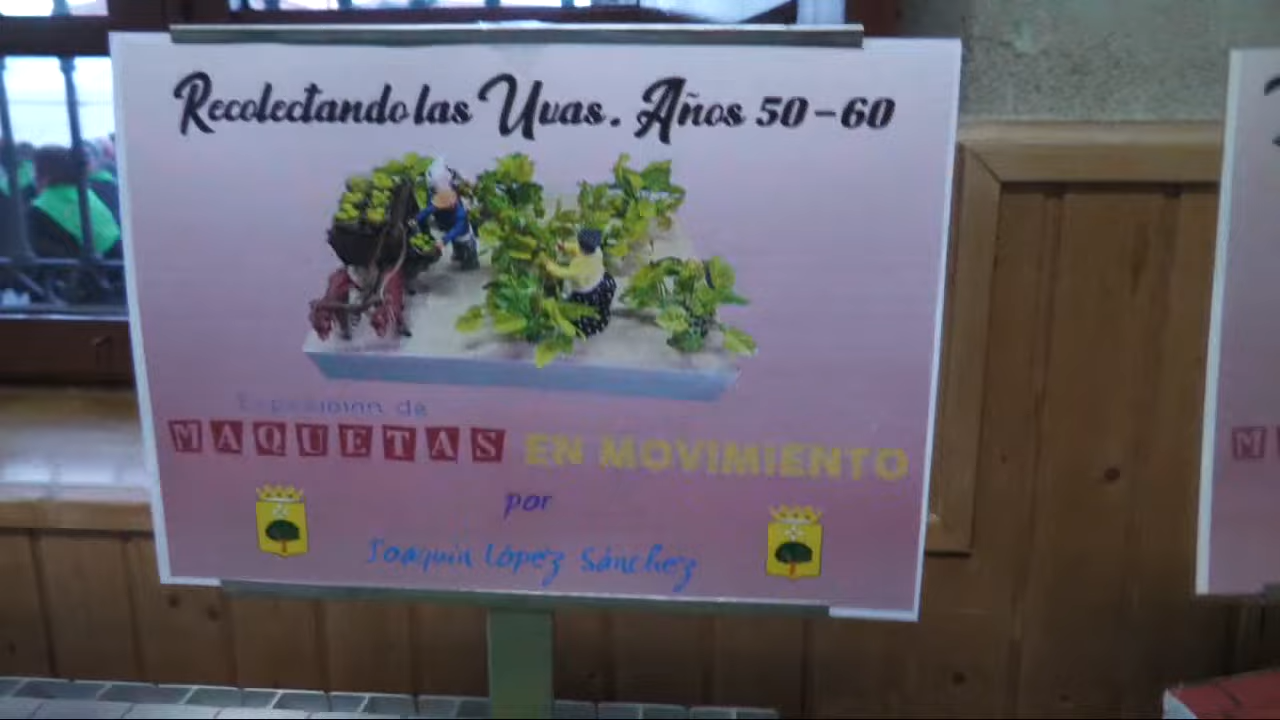 Recolectando las Uvas. Años 50-60
Exposición de
MAQUETAS EN MOVIMIENTO
por
Joaquín López Sánchez